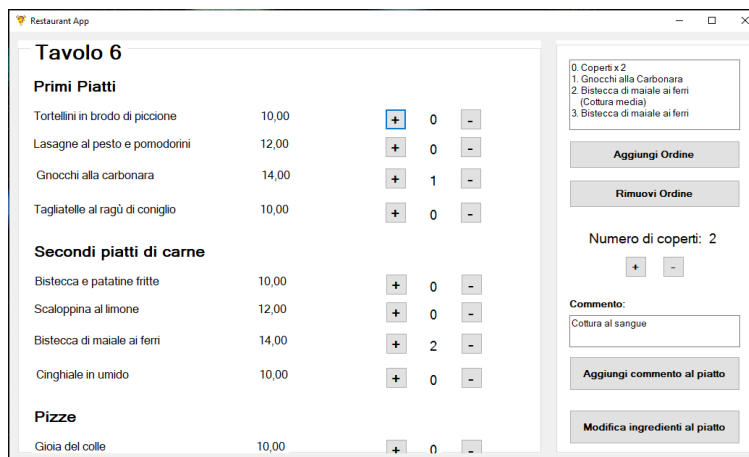 Restaurant App
Tavolo 6
Primi Piatti
Tortellini in brodo di piccione 10,00 + 0 -
Lasagne al pesto e pomodorini 12,00 + 0 -
Gnocchi alla carbonara 14,00 + 1 -
Tagliatelle al ragù di coniglio 10,00 + 0 -
Secondi piatti di carne
Bistecca e patatine fritte 10,00 + 0 -
Scaloppina al limone 12,00 + 0 -
Bistecca di maiale ai ferri 14,00 + 2 -
Cinghiale in umido 10,00 + 0 -
Pizze
Gioia del colle 10,00 + 0 -
0. Coperti x 2
1. Gnocchi alla Carbonara
2. Bistecca di maiale ai ferri
(Cottura media)
3. Bistecca di maiale ai ferri
Aggiungi Ordine
Rimuovi Ordine
Numero di coperti: 2
+ -
Commento:
Cottura al sangue
Aggiungi commento al piatto
Modifica ingredienti al piatto